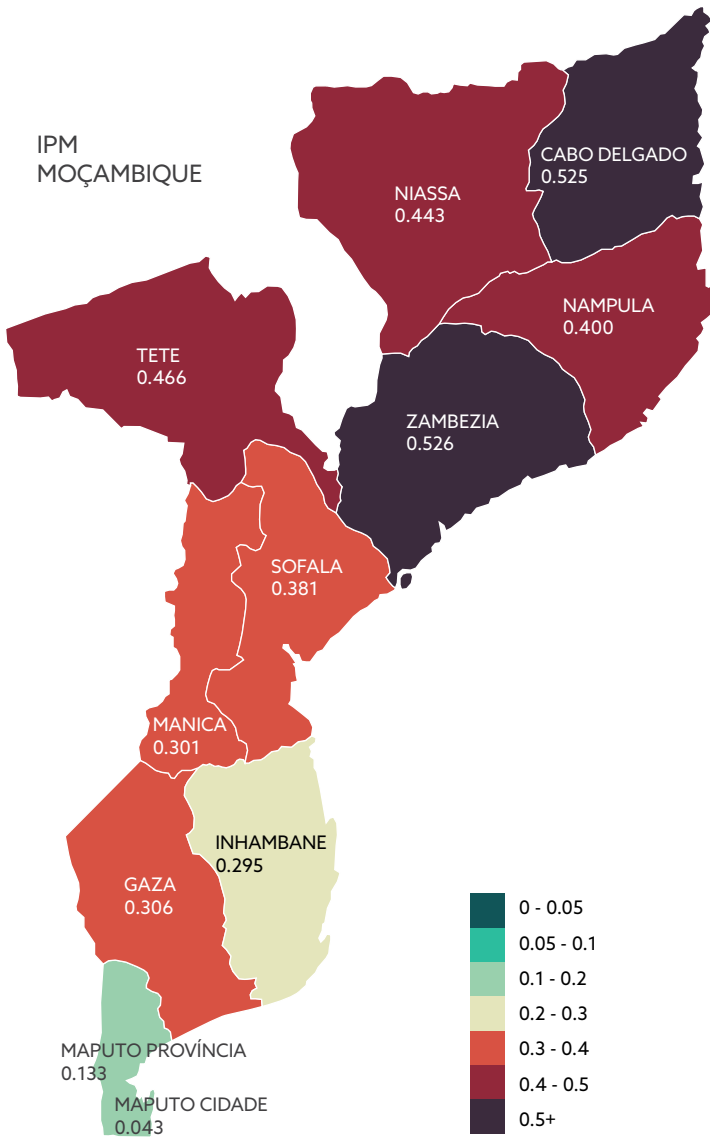 IPM
MOÇAMBIQUE
CABO DELGADO
0.525
NIASSA
0.443
NAMPULA
0.400
TETE
0.466
ZAMBEZIA
0.526
SOFALA
0.381
MANICA
0.301
INHAMBANE
0.295
GAZA
0.306
MAPUTO PROVÍNCIA
0.133
MAPUTO CIDADE
0.043
0 - 0.05
0.05 - 0.1
0.1 - 0.2
0.2 - 0.3
0.3 - 0.4
0.4 - 0.5
0.5+